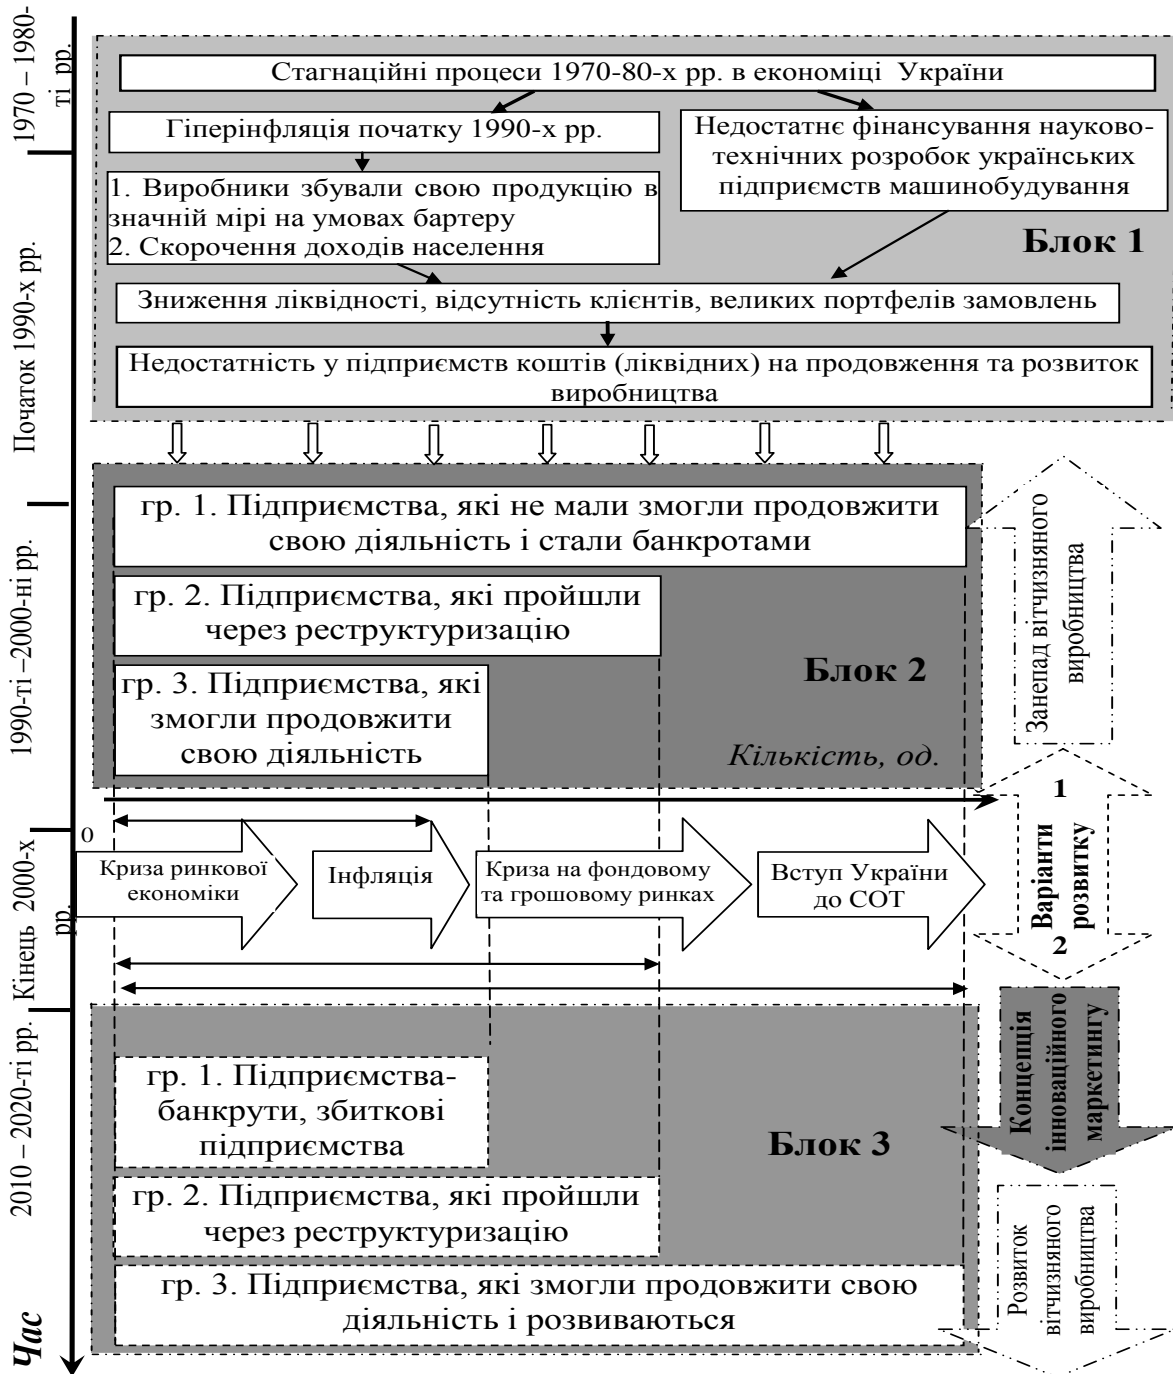 1970 – 1980-
ті рр.
Стагнаційні процеси 1970-80-х рр. в економіці України
Гіперінфляція початку 1990-х рр.
Недостатнє фінансування науково-
технічних розробок українських
підприємств машинобудування
1. Виробники збували свою продукцію в
значній мірі на умовах бартеру
2. Скорочення доходів населення
Блок 1
Початок 1990-х рр.
Зниження ліквідності, відсутність клієнтів, великих портфелів замовлень
Недостатність у підприємств коштів (ліквідних) на продовження та розвиток
виробництва
1990-ті –2000-ні рр.
гр. 1. Підприємства, які не мали змогли продовжити
свою діяльність і стали банкротами
гр. 2. Підприємства, які пройшли
через реструктуризацію
гр. 3. Підприємства, які
змогли продовжити
свою діяльність
Блок 2
Кількість, од.
Занепад вітчизняного
виробництва
1
Варіанти
розвитку
2
0
Кінець 2000-х
рр.
Криза ринкової
економіки
Інфляція
Криза на фондовому
та грошовому ринках
Вступ України
до СОТ
2010 – 2020-ті рр.
гр. 1. Підприємства-
банкрути, збиткові
підприємства
гр. 2. Підприємства, які пройшли
через реструктуризацію
гр. 3. Підприємства, які змогли продовжити свою
діяльність і розвиваються
Блок 3
Концепція
інноваційного
маркетингу
Розвиток
вітчизняного
виробництва
Час